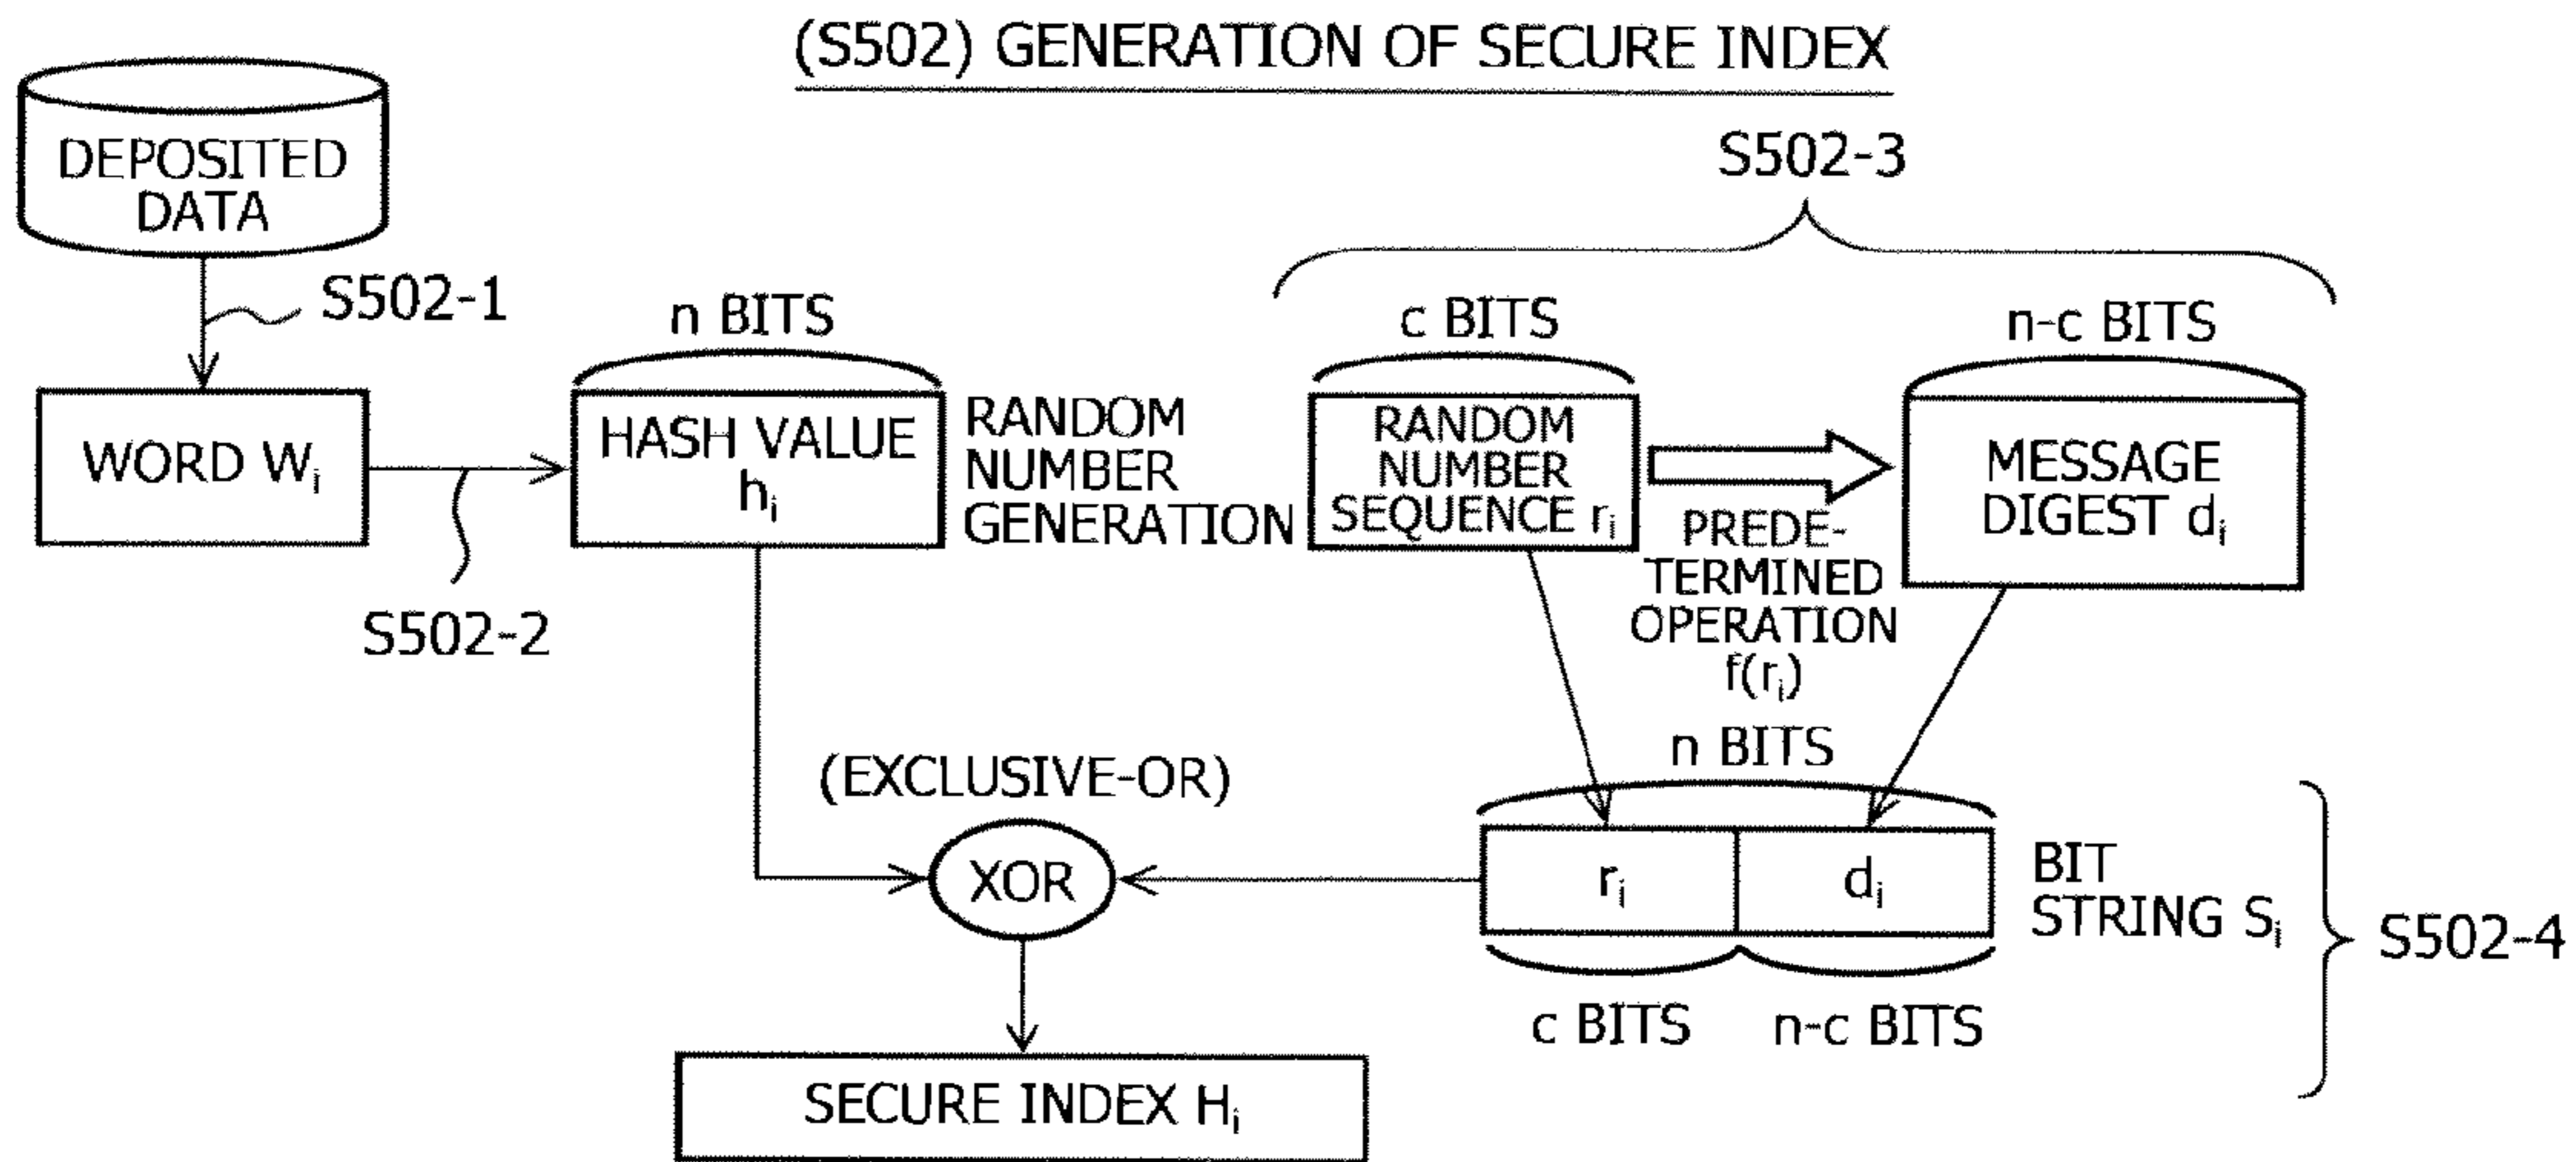 (S502) GENERATION OF SECURE INDEX
DEPOSITED
DATA
S502-1
WORD Wi
S502-2
n BITS
HASH VALUE
hi
RANDOM
NUMBER
GENERATION
S502-3
c BITS
RANDOM
NUMBER
SEQUENCE ri
PREDE-
TERMINED
OPERATION
f(ri)
n-c BITS
MESSAGE
DIGEST di
(EXCLUSIVE-OR)
XOR
n BITS
ri
di
BIT
STRING Si
S502-4
c BITS
n-c BITS
SECURE INDEX Hi